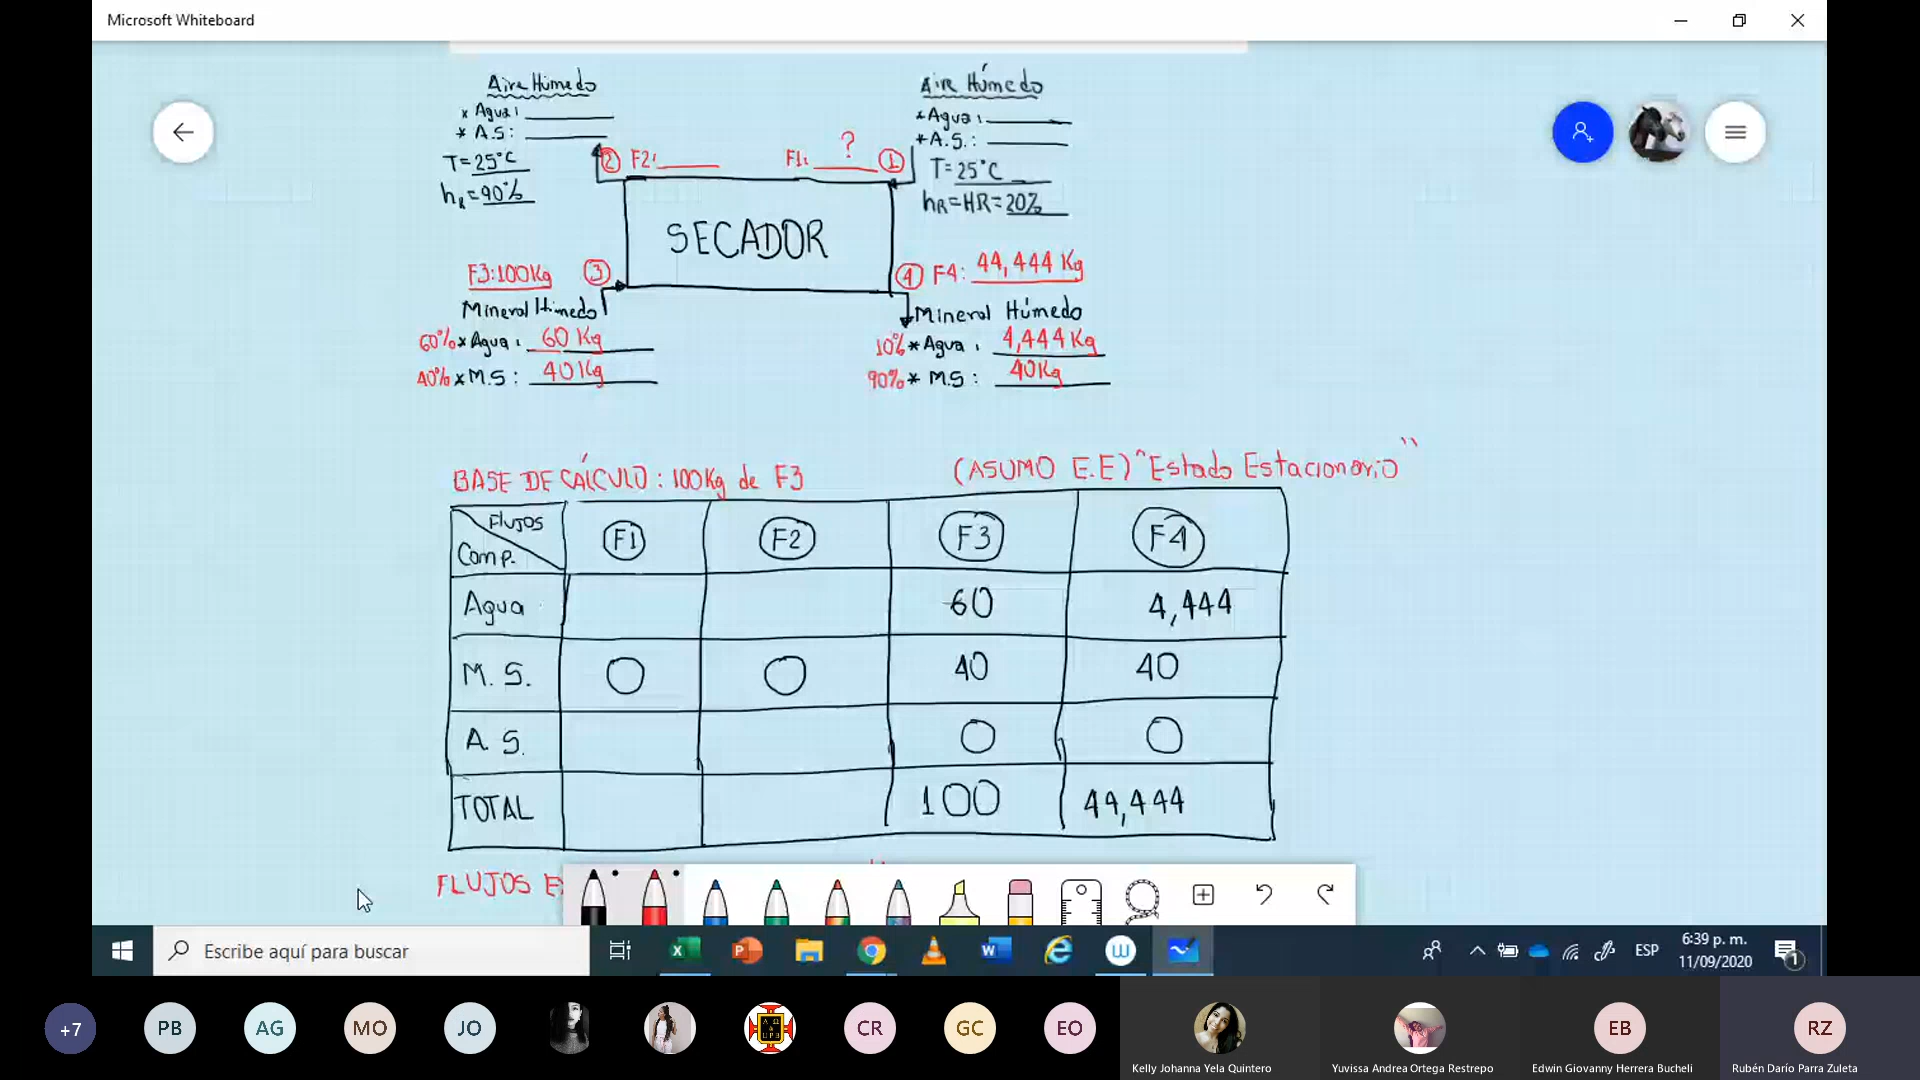 Microsoft Whiteboard
Aire Húmedo
* Agua:
* A.S:
T=25°C
hR=90%
② F2:
F1: ?
①
Aire Húmedo
* Agua:
* A.S.:
T=25°C
hR=HR=20%
SECADOR
F3:100Kg
③
Mineral Húmedo
60% * Agua: 60 Kg
40% * M.S: 40 Kg
④ F4: 44,444 Kg
Mineral Húmedo
10% * Agua: 4,444 Kg
90% * M.S: 40Kg
BASE DE CÁLCULO: 100Kg de F3
(ASUMO E.E) "Estado Estacionario"
Flujos
Comp.
F1
F2
F3
F4
Agua
60
4,444
M. S.
0
0
40
40
A. S.
0
0
TOTAL
100
44,444
FLUJOS
Escribe aquí para buscar
ESP
6:39 p. m.
11/09/2020
1
+7
PB
AG
MO
JO
CR
GC
EO
EB
RZ
Kelly Johanna Yela Quintero
Yuvissa Andrea Ortega Restrepo
Edwin Giovanny Herrera Bucheli
Rubén Darío Parra Zuleta